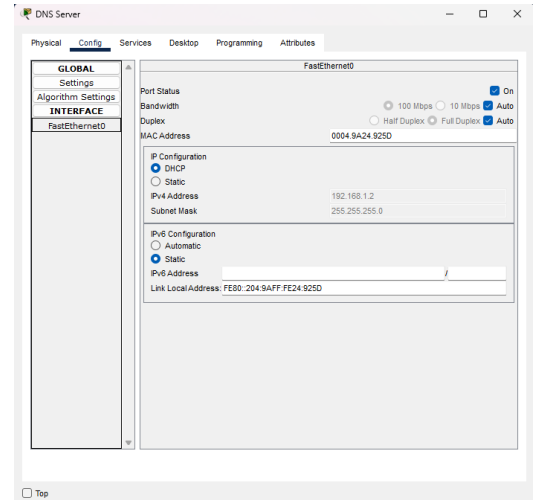 DNS Server
Physical Config Services Desktop Programming Attributes
GLOBAL
Settings
Algorithm Settings
INTERFACE
FastEthernet0
FastEthernet0
Port Status On
Bandwidth 100 Mbps 10 Mbps Auto
Duplex Half Duplex Full Duplex Auto
MAC Address 0004.9A24.925D
IP Configuration
DHCP
Static
IPv4 Address 192.168.1.2
Subnet Mask 255.255.255.0
IPv6 Configuration
Automatic
Static
IPv6 Address /
Link Local Address: FE80::204:9AFF:FE24:925D
Top